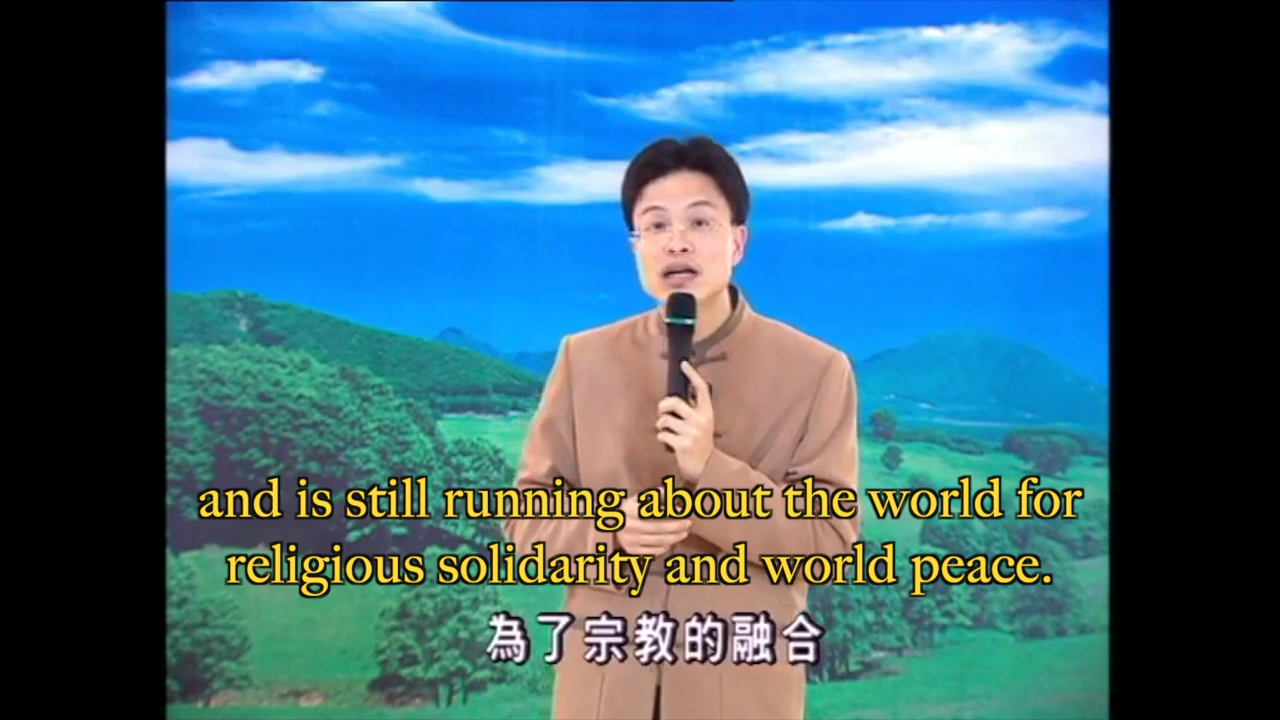 and is still running about the world for
religious solidarity and world peace.
為了宗教的融合